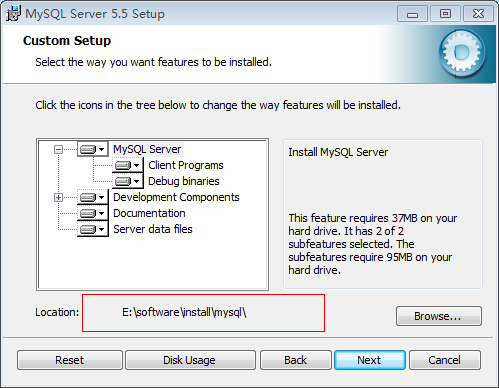 MySQL Server 5.5 Setup
Custom Setup
Select the way you want features to be installed.
Click the icons in the tree below to change the way features will be installed.
MySQL Server
Client Programs
Debug binaries
Development Components
Documentation
Server data files
Install MySQL Server
This feature requires 37MB on your
hard drive. It has 2 of 2
subfeatures selected. The
subfeatures require 95MB on your
hard drive.
Location:
E:\software\install\mysql\
Browse...
Reset
Disk Usage
Back
Next
Cancel